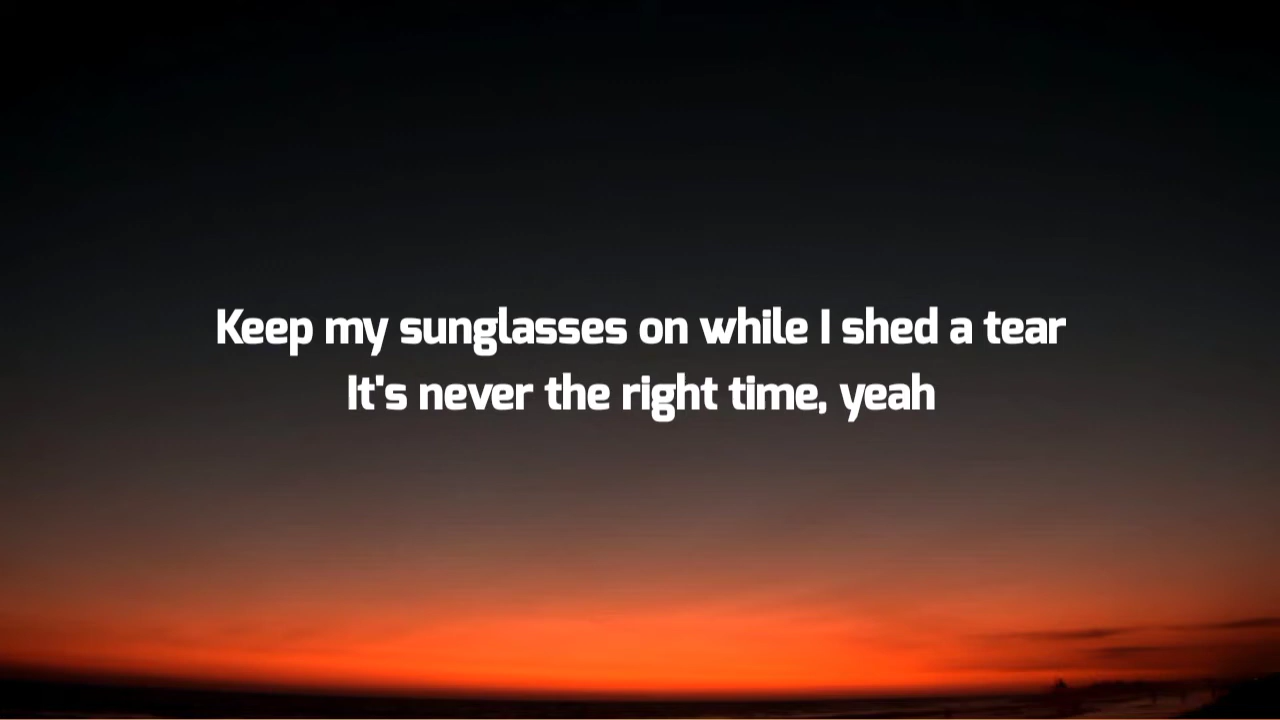 Keep my sunglasses on while I shed a tear
It's never the right time, yeah